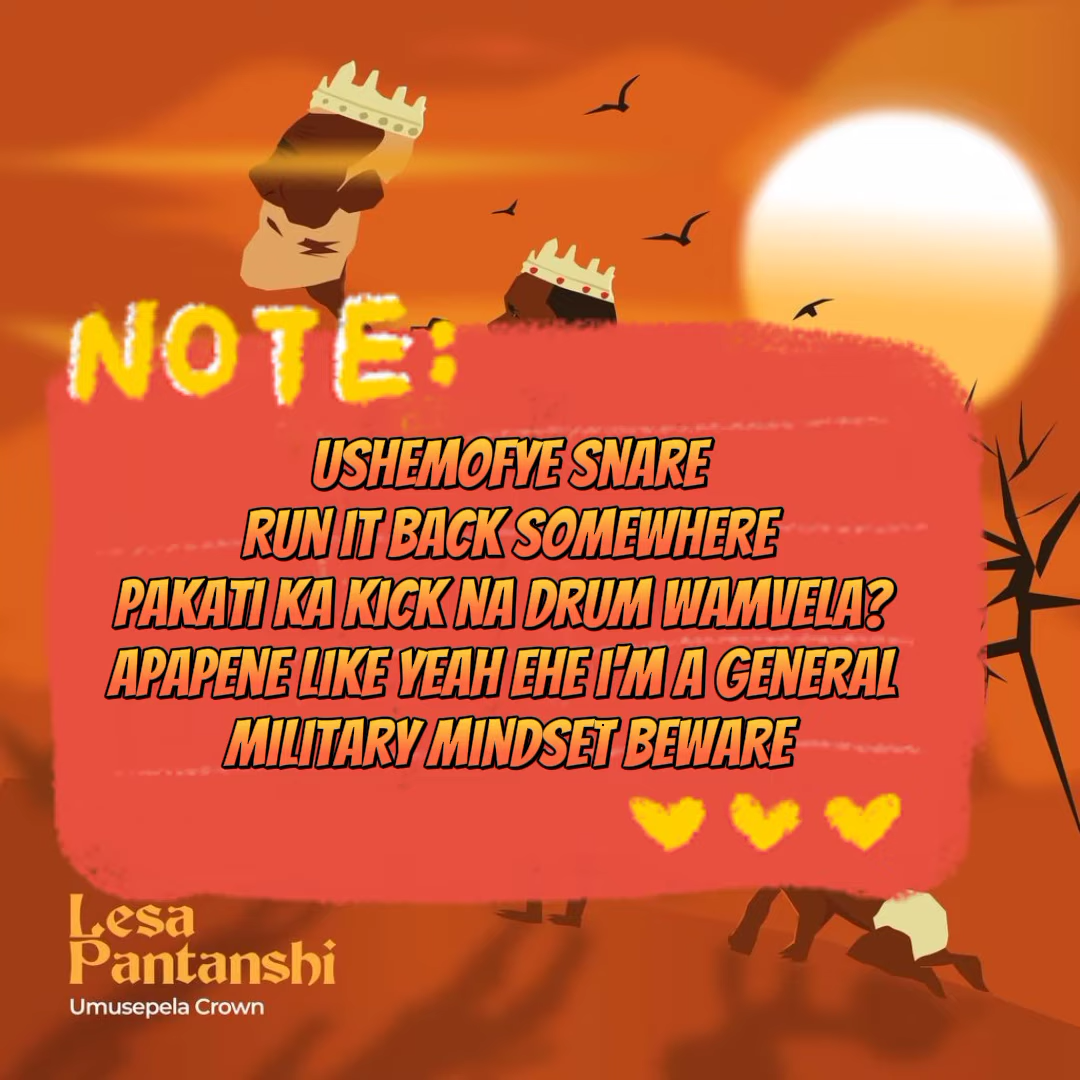 NOTE:
USHEMOFYE SNARE
RUN IT BACK SOMEWHERE
PAKATI KA KICK NA DRUM WAMVELA?
APAPENE LIKE YEAH EHE I'M A GENERAL
MILITARY MINDSET BEWARE
Lesa
Pantanshi
Umusepela Crown